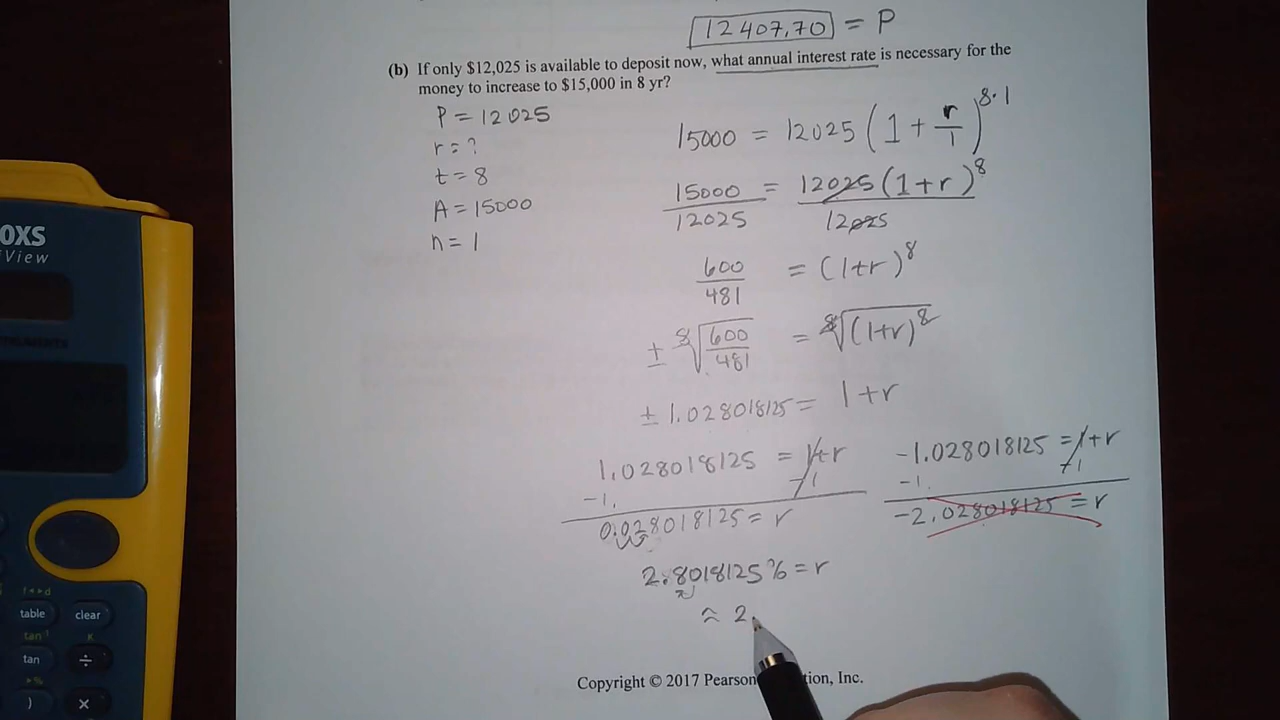 12407.70 = P
(b) If only $12,025 is available to deposit now, what annual interest rate is necessary for the
money to increase to $15,000 in 8 yr?
P = 12025
r = ?
t = 8
A = 15000
n = 1
15000 = 12025 (1 + r/1)^8·1
15000/12025 = 12025(1+r)^8/12025
600/481 = (1+r)^8
± ⁸√(600/481) = ⁸√(1+r)^8
± 1.028018125 = 1+r
1.028018125 = 1+r
-1. -1
0.028018125 = r
-1.028018125 = 1+r
-1. -1
-2.028018125 = r
2.8018125% = r
≈ 2.
Copyright © 2017 Pearson tion, Inc.
0XS
View
table
clear
tan
÷
)
×